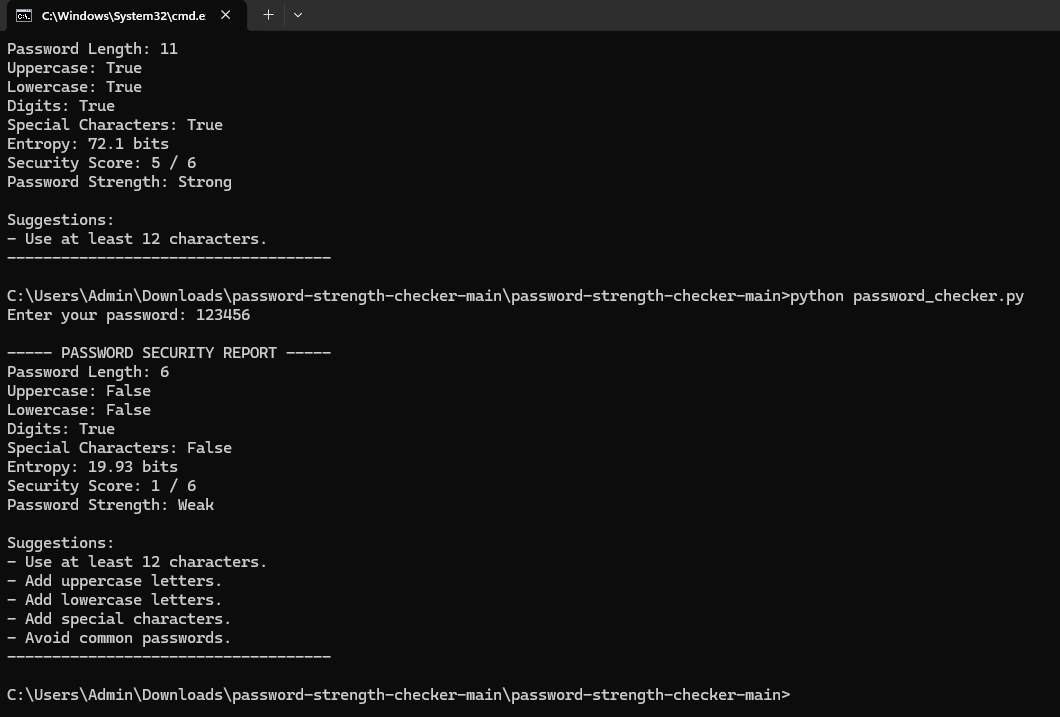 C:\Windows\System32\cmd.e
Password Length: 11
Uppercase: True
Lowercase: True
Digits: True
Special Characters: True
Entropy: 72.1 bits
Security Score: 5 / 6
Password Strength: Strong
Suggestions:
- Use at least 12 characters.
------------------------------------
C:\Users\Admin\Downloads\password-strength-checker-main\password-strength-checker-main>python password_checker.py
Enter your password: 123456
----- PASSWORD SECURITY REPORT -----
Password Length: 6
Uppercase: False
Lowercase: False
Digits: True
Special Characters: False
Entropy: 19.93 bits
Security Score: 1 / 6
Password Strength: Weak
Suggestions:
- Use at least 12 characters.
- Add uppercase letters.
- Add lowercase letters.
- Add special characters.
- Avoid common passwords.
------------------------------------
C:\Users\Admin\Downloads\password-strength-checker-main\password-strength-checker-main>